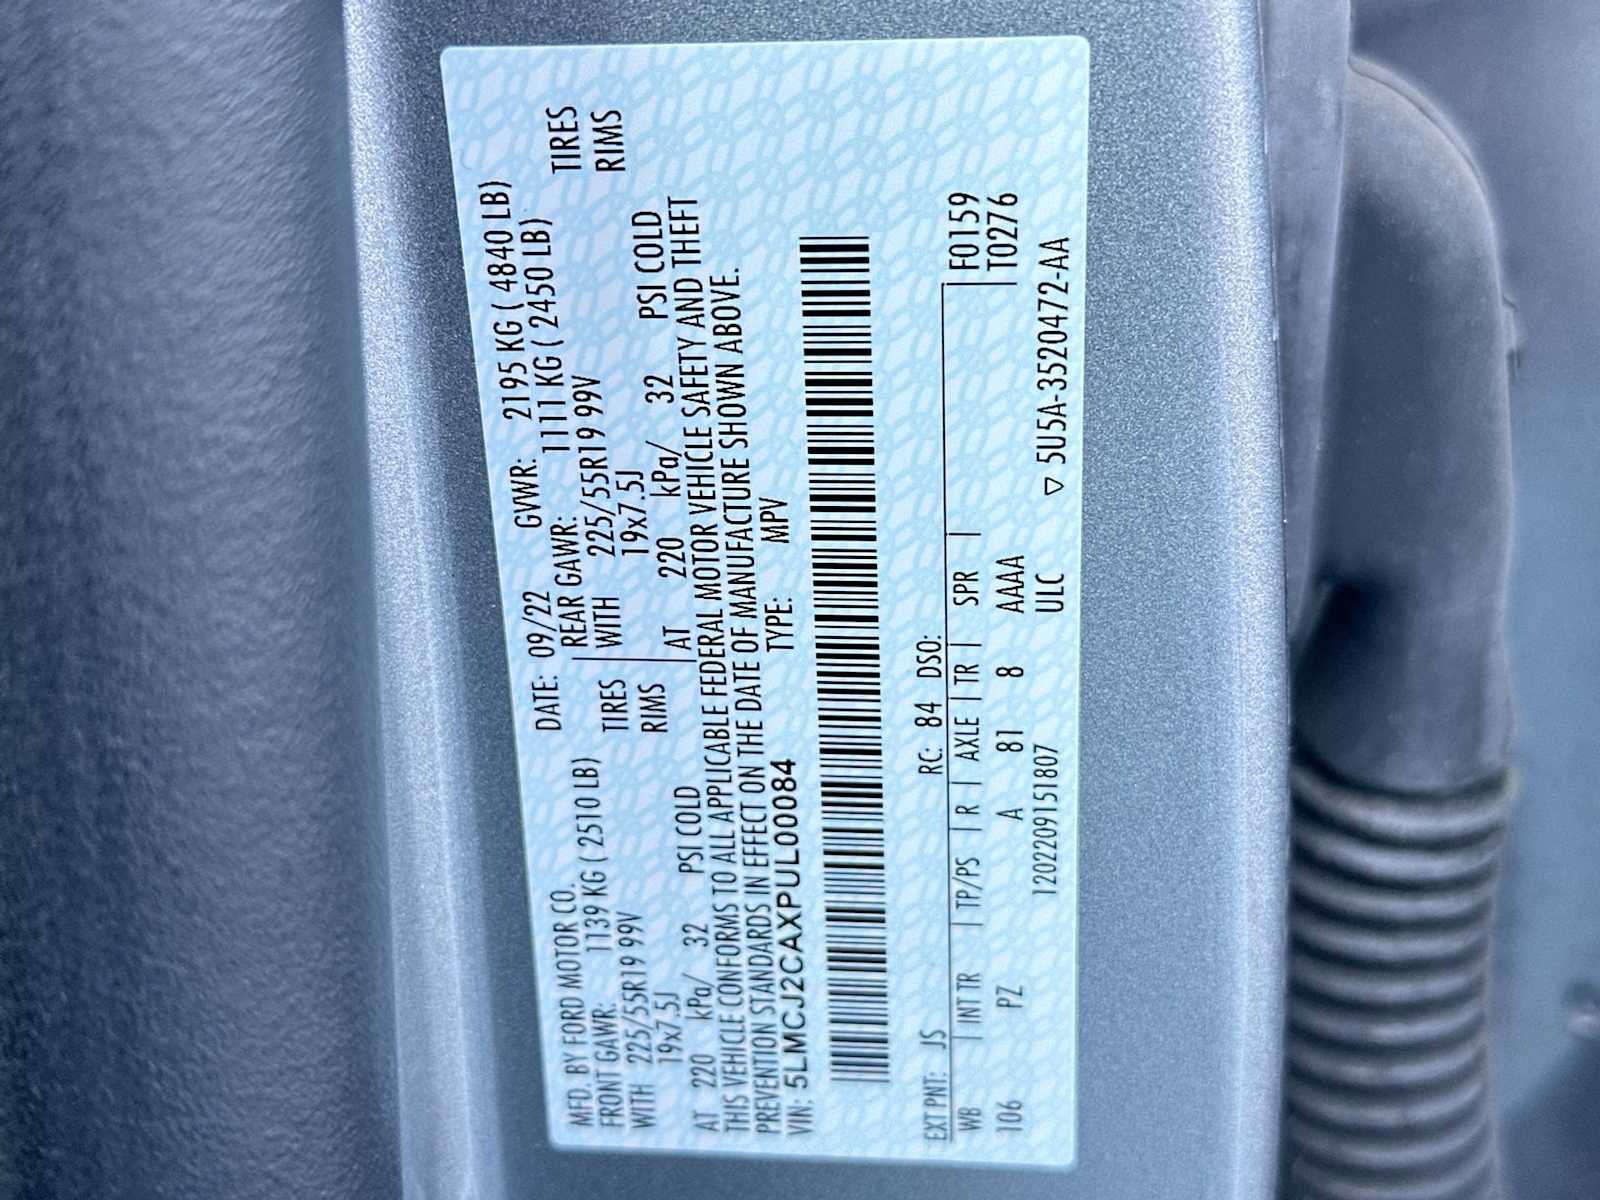 MFD. BY FORD MOTOR CO. DATE: 09/22 GVWR: 2195 KG ( 4840 LB)
FRONT GAWR: 1139 KG ( 2510 LB) REAR GAWR: 1111 KG ( 2450 LB)
WITH 225/55R19 99V TIRES WITH 225/55R19 99V TIRES
19x7.5J RIMS 19x7.5J RIMS
AT 220 kPa/ 32 PSI COLD AT 220 kPa/ 32 PSI COLD
THIS VEHICLE CONFORMS TO ALL APPLICABLE FEDERAL MOTOR VEHICLE SAFETY AND THEFT
PREVENTION STANDARDS IN EFFECT ON THE DATE OF MANUFACTURE SHOWN ABOVE.
VIN: 5LMCJ2CAXPUL00084 TYPE: MPV
EXT PNT: JS RC: 84 DSO:
WB | INT TR | TP/PS | R | AXLE | TR | SPR | F0159
106 PZ A 81 8 AAAA T0276
1202209151807 ULC ▽ 5U5A-3520472-AA